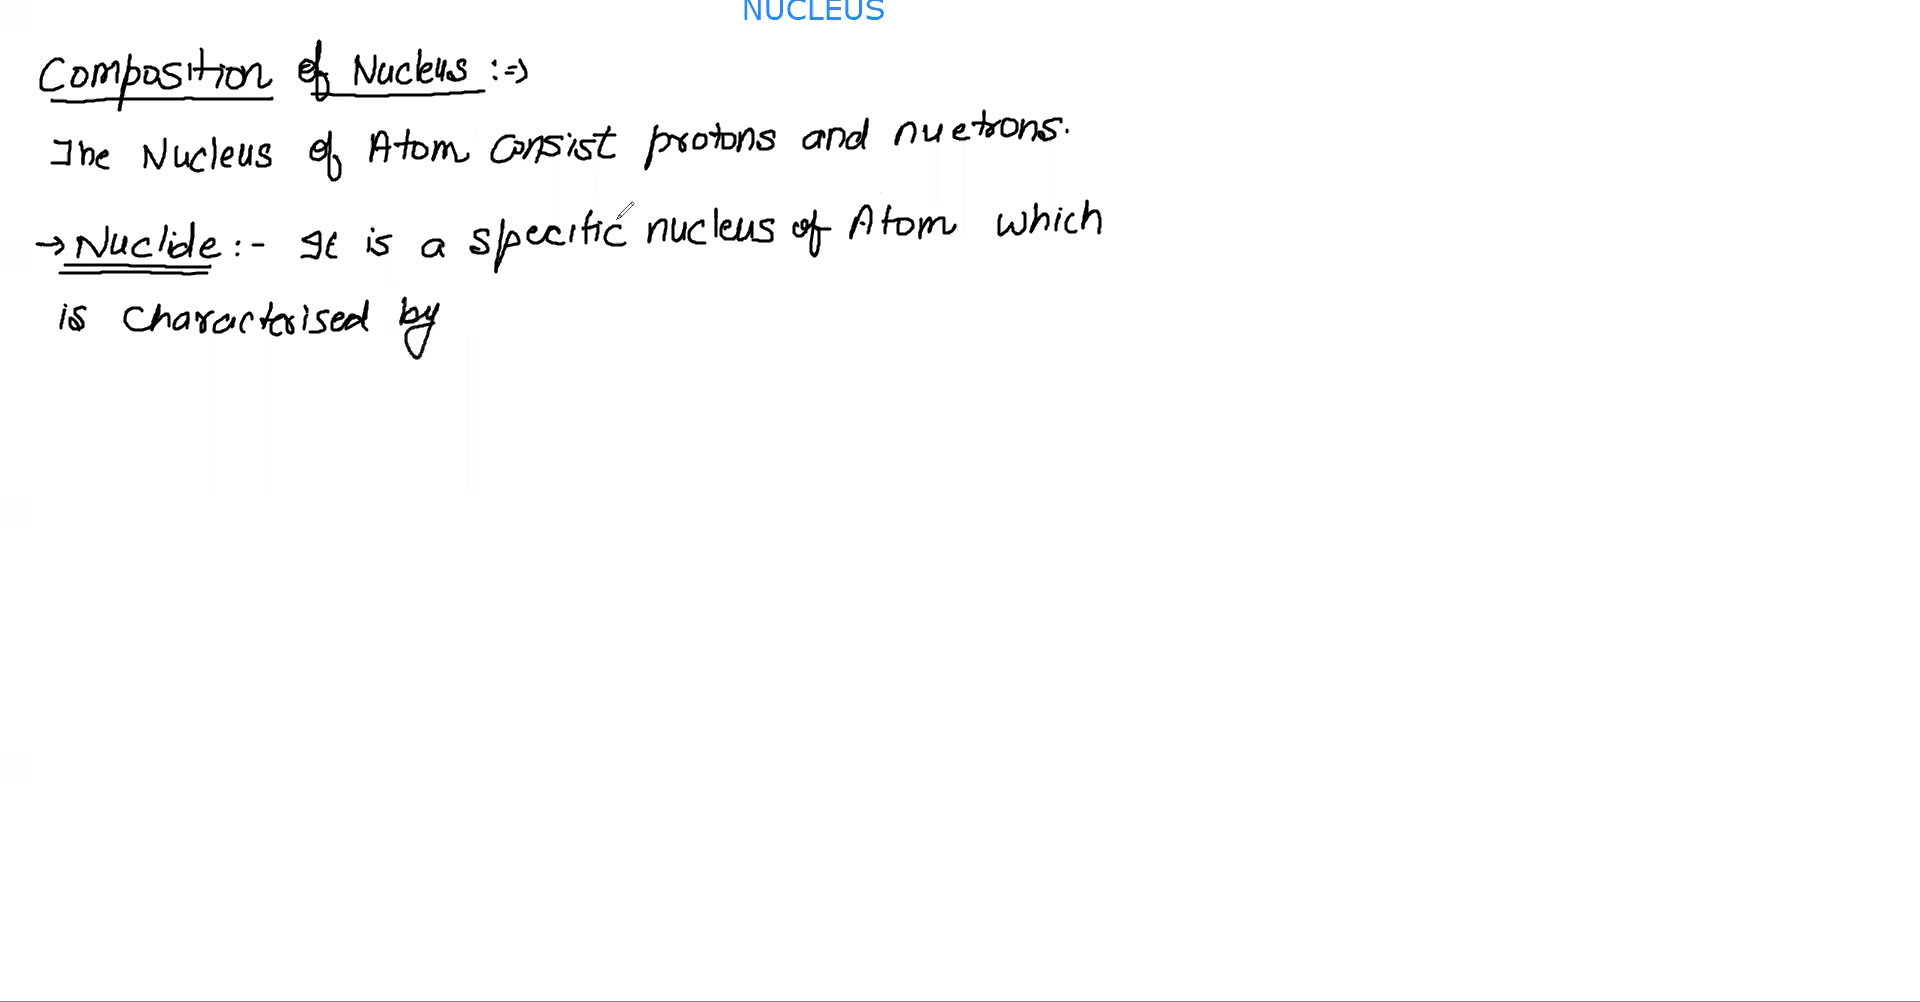 NUCLEUS
Composition of Nucleus :⇒
The Nucleus of Atom consist protons and nuetrons.
→ Nuclide :- It is a specific nucleus of Atom which
is characterised by